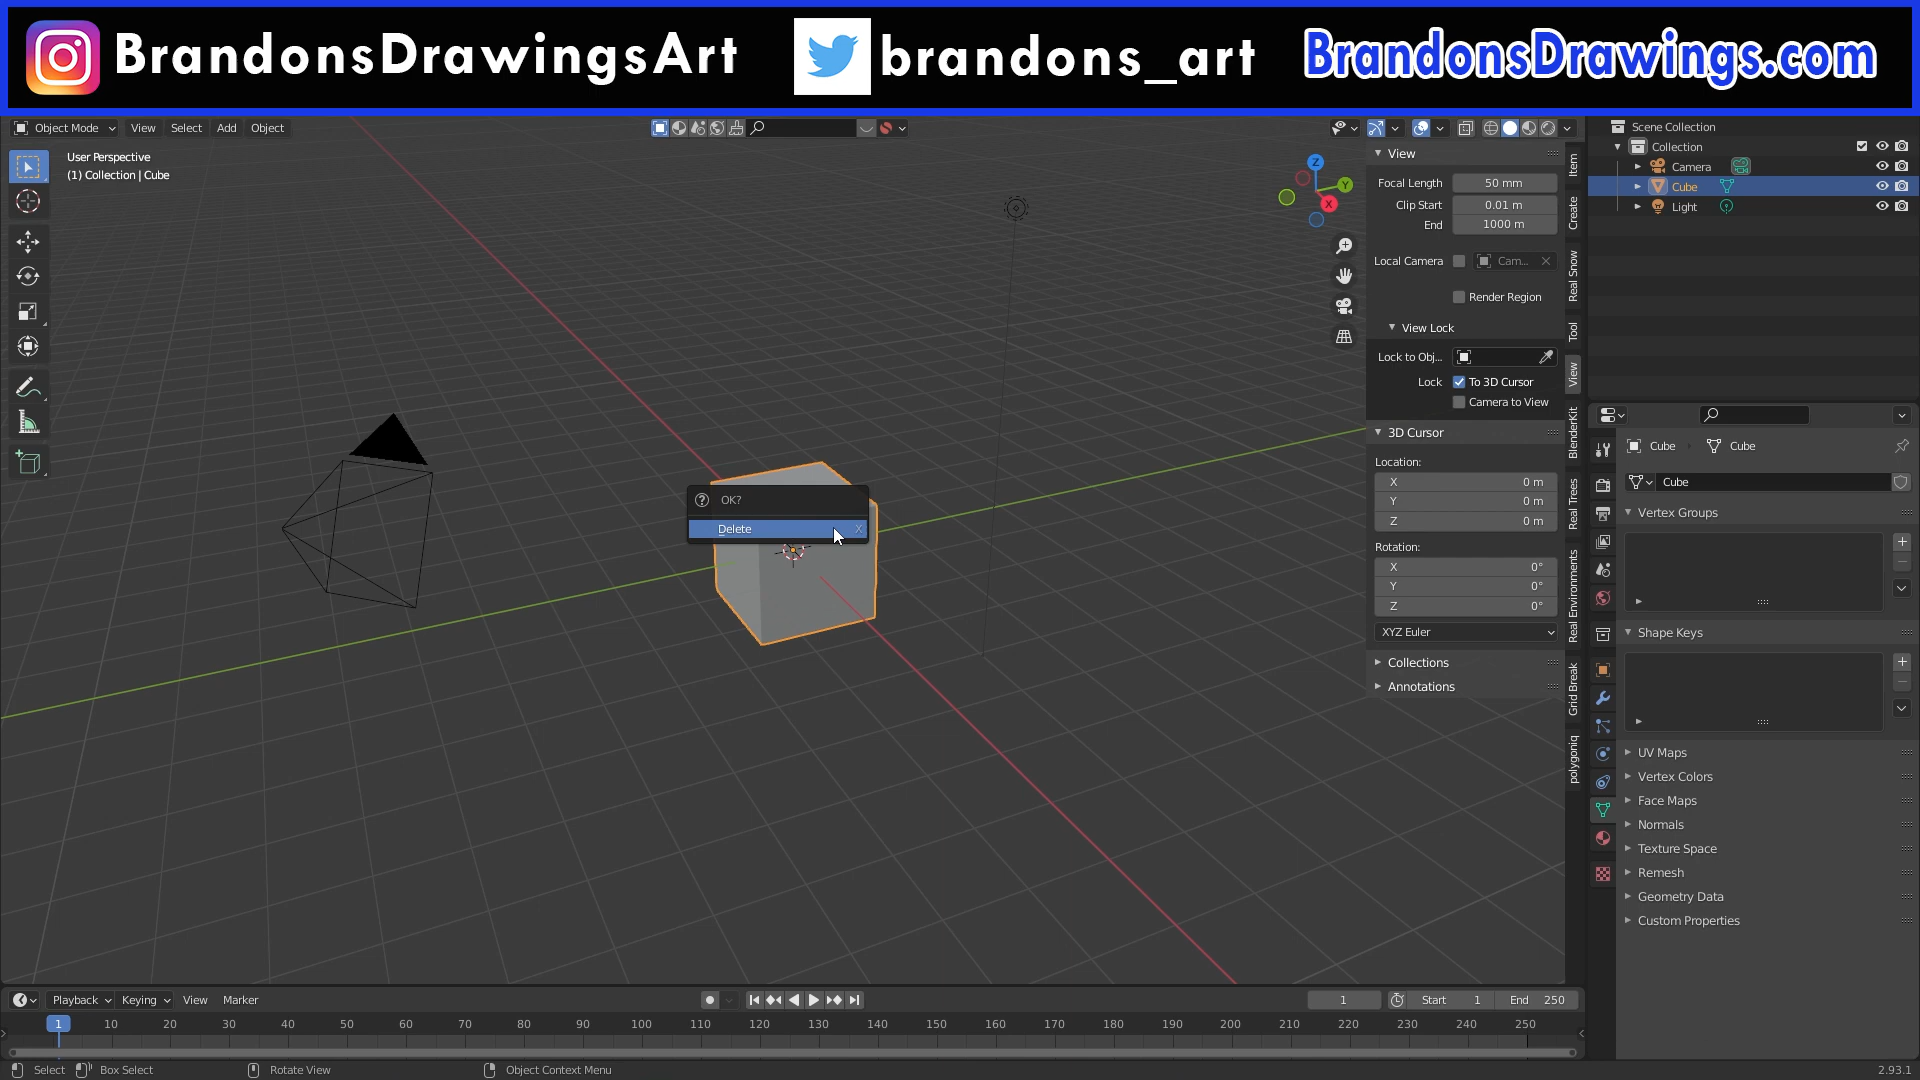 BrandonsDrawingsArt brandons_art BrandonsDrawings.com
Object Mode View Select Add Object
User Perspective
(1) Collection | Cube
Z
Y
X
OK?
Delete X
View
Focal Length 50 mm
Clip Start 0.01 m
End 1000 m
Local Camera Cam...
Render Region
View Lock
Lock to Obj...
Lock To 3D Cursor
Camera to View
3D Cursor
Location:
X 0 m
Y 0 m
Z 0 m
Rotation:
X 0°
Y 0°
Z 0°
XYZ Euler
Collections
Annotations
Item
Create
Real Snow
Tool
View
BlenderKit
Real Trees
Real Environments
Grid Break
polygoniq
Scene Collection
Collection
Camera
Cube
Light
Cube Cube
Cube
Vertex Groups
Shape Keys
UV Maps
Vertex Colors
Face Maps
Normals
Texture Space
Remesh
Geometry Data
Custom Properties
Playback Keying View Marker 1 Start 1 End 250
1 10 20 30 40 50 60 70 80 90 100 110 120 130 140 150 160 170 180 190 200 210 220 230 240 250
Select Box Select Rotate View Object Context Menu 2.93.1